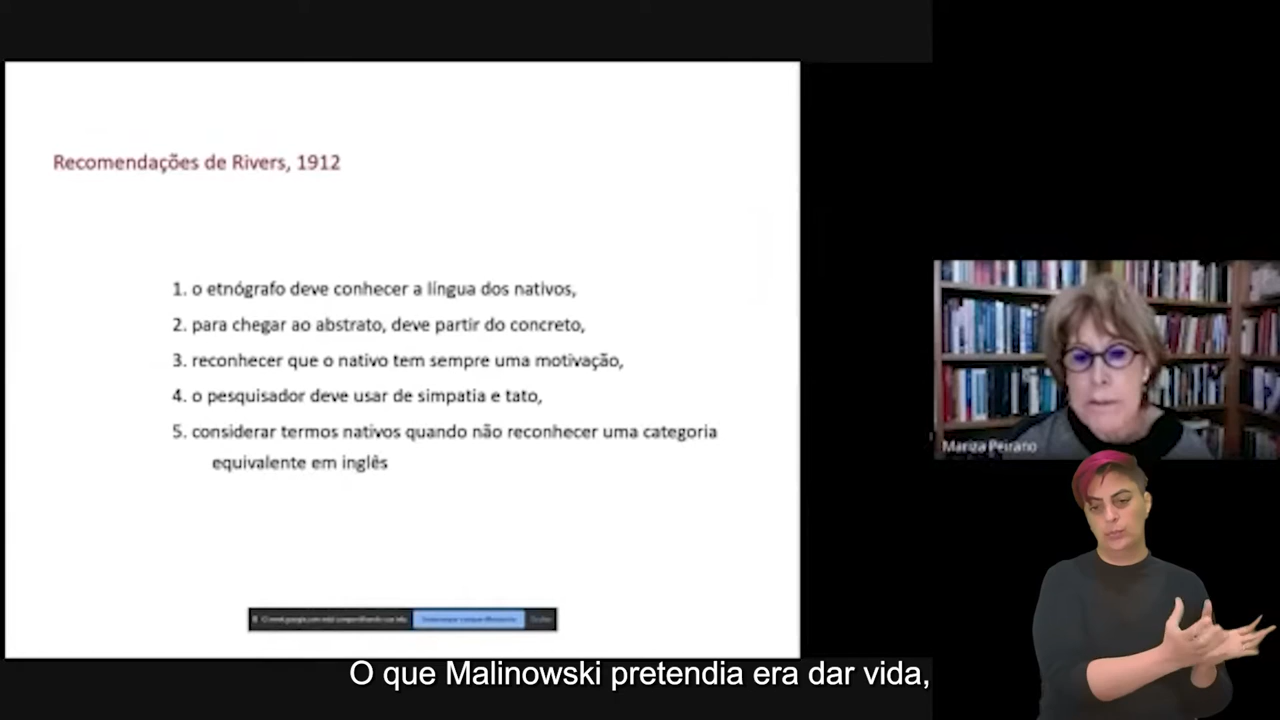 Recomendações de Rivers, 1912
1. o etnógrafo deve conhecer a língua dos nativos,
2. para chegar ao abstrato, deve partir do concreto,
3. reconhecer que o nativo tem sempre uma motivação,
4. o pesquisador deve usar de simpatia e tato,
5. considerar termos nativos quando não reconhecer uma categoria
equivalente em inglês
Mariza Peirano
O que Malinowski pretendia era dar vida,